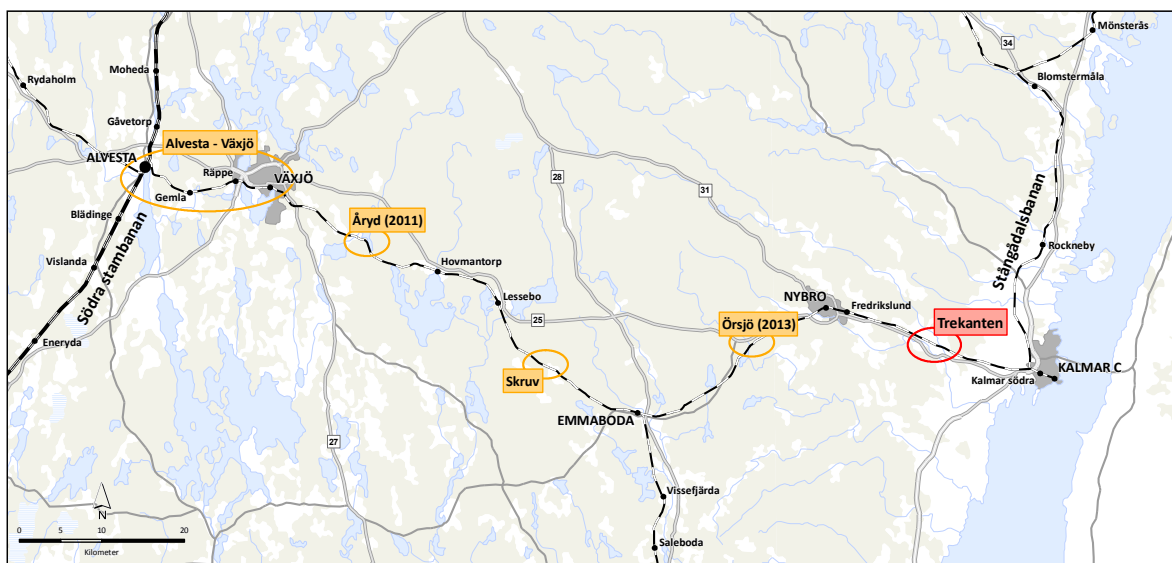 Mönsterås
34
Moheda
Rydaholm
Blomstermåla
Gåvetorp
Alvesta - Växjö
ALVESTA
Räppe
VÄXJÖ
28
31
Gemla
Blädinge
Åryd (2011)
Stångådalsbanan
Södra stambanan
Rockneby
Vislanda
Hovmantorp
Lessebo
NYBRO
Fredrikslund
25
Örsjö (2013)
Trekanten
Eneryda
Skruv
Kalmar södra
KALMAR C
EMMABODA
27
Vissefjärda
N
0 5 10 20
Kilometer
Saleboda